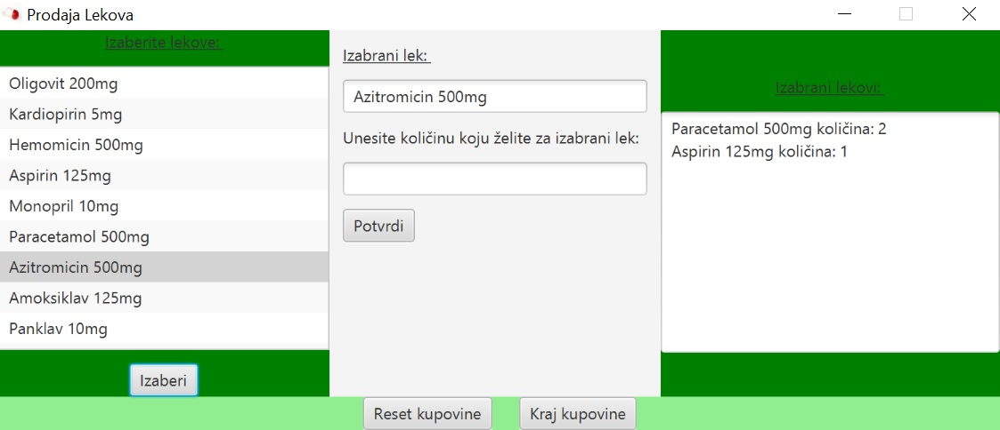 Prodaja Lekova
Izaberite lekove:
Oligovit 200mg
Kardiopirin 5mg
Hemomicin 500mg
Aspirin 125mg
Monopril 10mg
Paracetamol 500mg
Azitromicin 500mg
Amoksiklav 125mg
Panklav 10mg
Izaberi
Izabrani lek:
Azitromicin 500mg
Unesite količinu koju želite za izabrani lek:
Potvrdi
Izabrani lekovi:
Paracetamol 500mg količina: 2
Aspirin 125mg količina: 1
Reset kupovine
Kraj kupovine